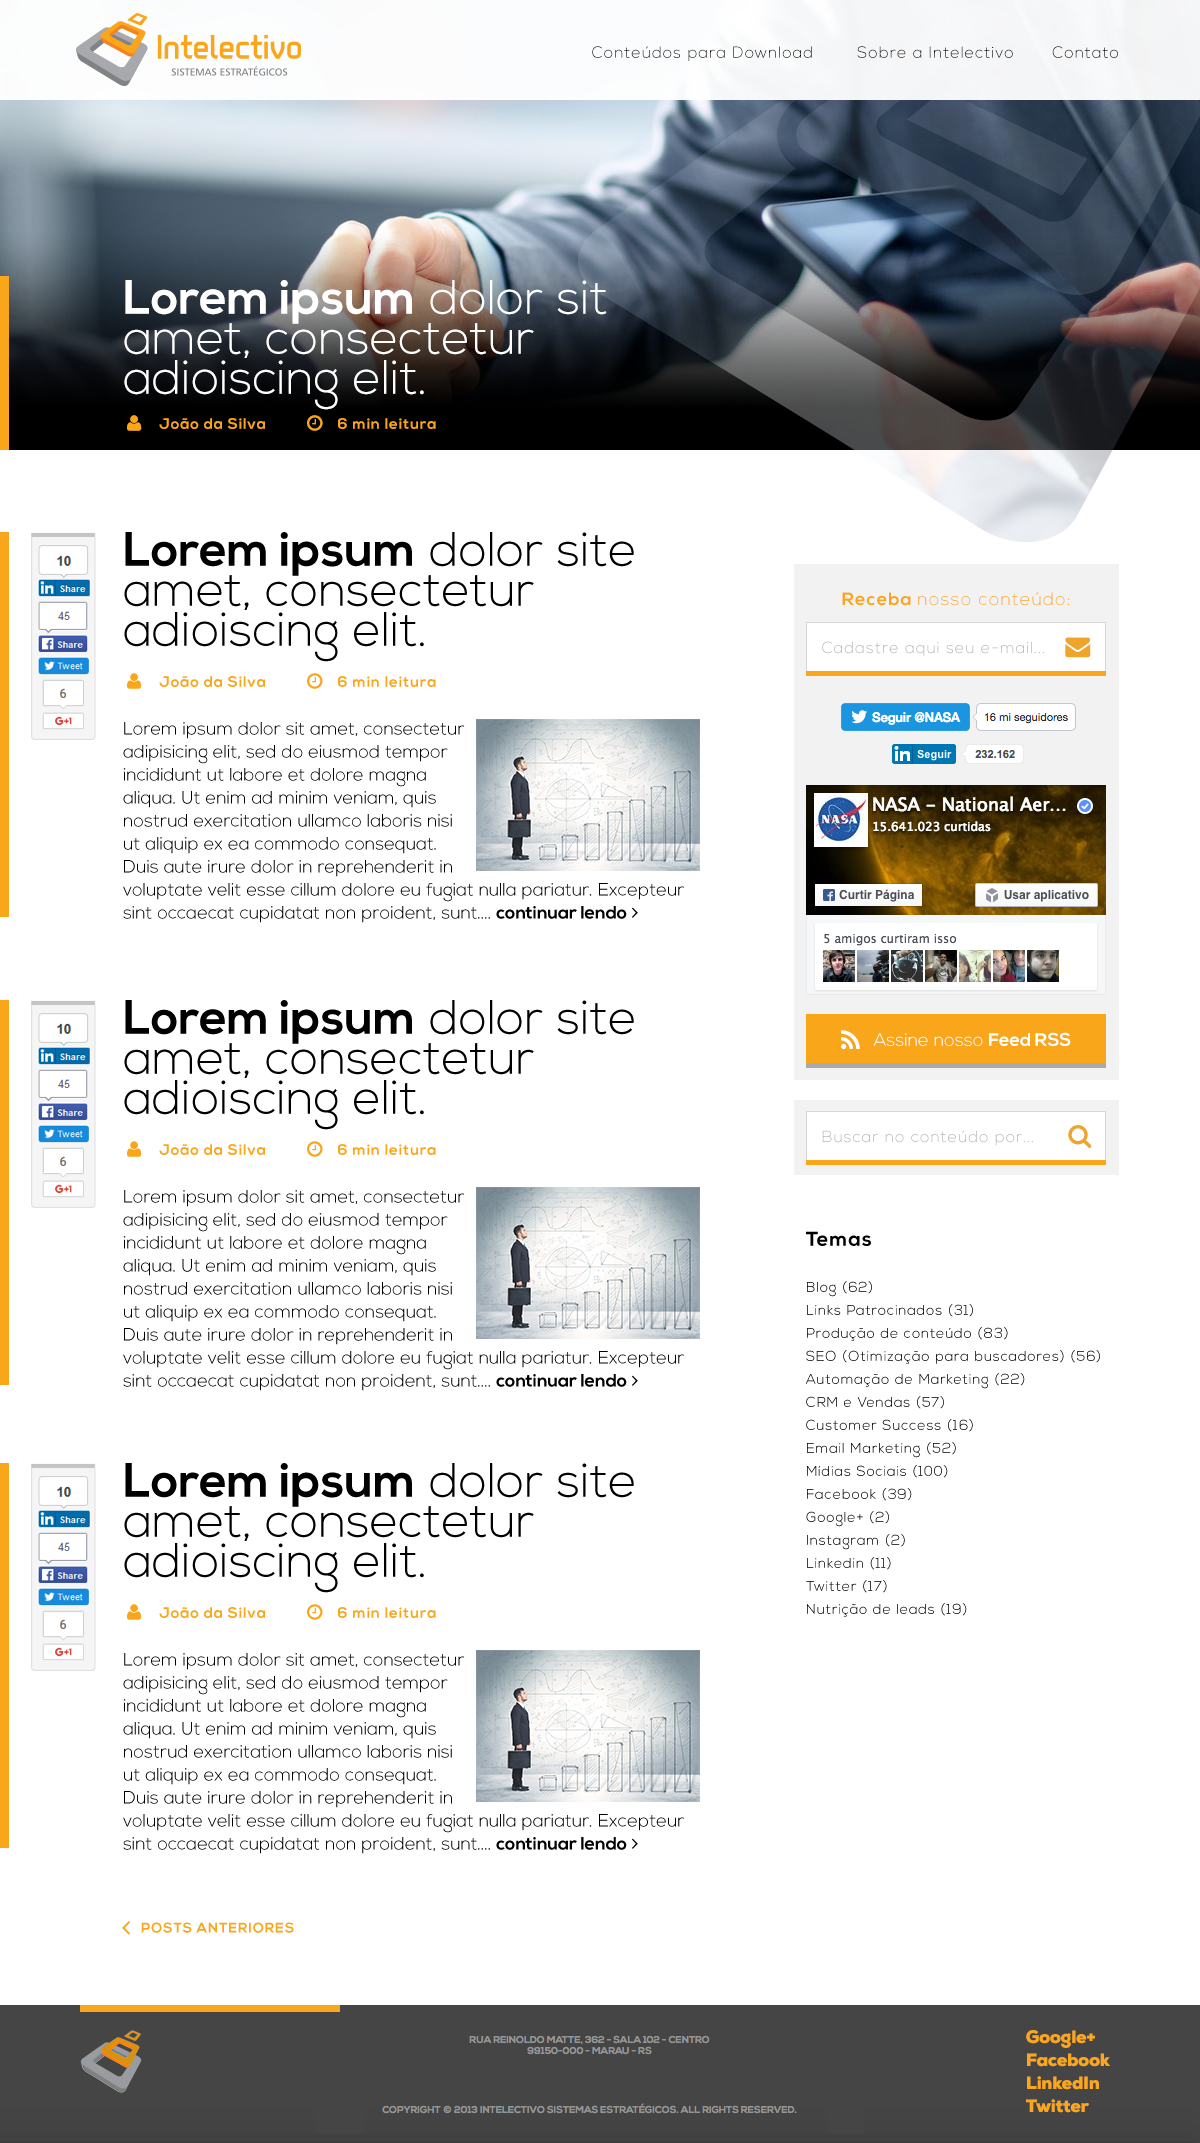 Intelectivo
SISTEMAS ESTRATÉGICOS
Conteúdos para Download
Sobre a Intelectivo
Contato
Lorem ipsum dolor sit
amet, consectetur
adioiscing elit.
João da Silva
6 min leitura
10
in Share
45
Share
Tweet
6
G+1
Lorem ipsum dolor site
amet, consectetur
adioiscing elit.
João da Silva
6 min leitura
Lorem ipsum dolor sit amet, consectetur
adipisicing elit, sed do eiusmod tempor
incididunt ut labore et dolore magna
aliqua. Ut enim ad minim veniam, quis
nostrud exercitation ullamco laboris nisi
ut aliquip ex ea commodo consequat.
Duis aute irure dolor in reprehenderit in
voluptate velit esse cillum dolore eu fugiat nulla pariatur. Excepteur
sint occaecat cupidatat non proident, sunt.... continuar lendo >
10
in Share
45
Share
Tweet
6
G+1
Lorem ipsum dolor site
amet, consectetur
adioiscing elit.
João da Silva
6 min leitura
Lorem ipsum dolor sit amet, consectetur
adipisicing elit, sed do eiusmod tempor
incididunt ut labore et dolore magna
aliqua. Ut enim ad minim veniam, quis
nostrud exercitation ullamco laboris nisi
ut aliquip ex ea commodo consequat.
Duis aute irure dolor in reprehenderit in
voluptate velit esse cillum dolore eu fugiat nulla pariatur. Excepteur
sint occaecat cupidatat non proident, sunt.... continuar lendo >
10
in Share
45
Share
Tweet
6
G+1
Lorem ipsum dolor site
amet, consectetur
adioiscing elit.
João da Silva
6 min leitura
Lorem ipsum dolor sit amet, consectetur
adipisicing elit, sed do eiusmod tempor
incididunt ut labore et dolore magna
aliqua. Ut enim ad minim veniam, quis
nostrud exercitation ullamco laboris nisi
ut aliquip ex ea commodo consequat.
Duis aute irure dolor in reprehenderit in
voluptate velit esse cillum dolore eu fugiat nulla pariatur. Excepteur
sint occaecat cupidatat non proident, sunt.... continuar lendo >
< POSTS ANTERIORES
Receba nosso conteúdo:
Cadastre aqui seu e-mail...
Seguir @NASA
16 mi seguidores
in Seguir
232.162
NASA
NASA – National Aer...
15.641.023 curtidas
Curtir Página
Usar aplicativo
5 amigos curtiram isso
Assine nosso Feed RSS
Buscar no conteúdo por...
Temas
Blog (62)
Links Patrocinados (31)
Produção de conteúdo (83)
SEO (Otimização para buscadores) (56)
Automação de Marketing (22)
CRM e Vendas (57)
Customer Success (16)
Email Marketing (52)
Mídias Sociais (100)
Facebook (39)
Google+ (2)
Instagram (2)
Linkedin (11)
Twitter (17)
Nutrição de leads (19)
RUA REINOLDO MATTE, 362 - SALA 102 - CENTRO
99150-000 - MARAU - RS
COPYRIGHT © 2013 INTELECTIVO SISTEMAS ESTRATÉGICOS. ALL RIGHTS RESERVED.
Google+
Facebook
LinkedIn
Twitter